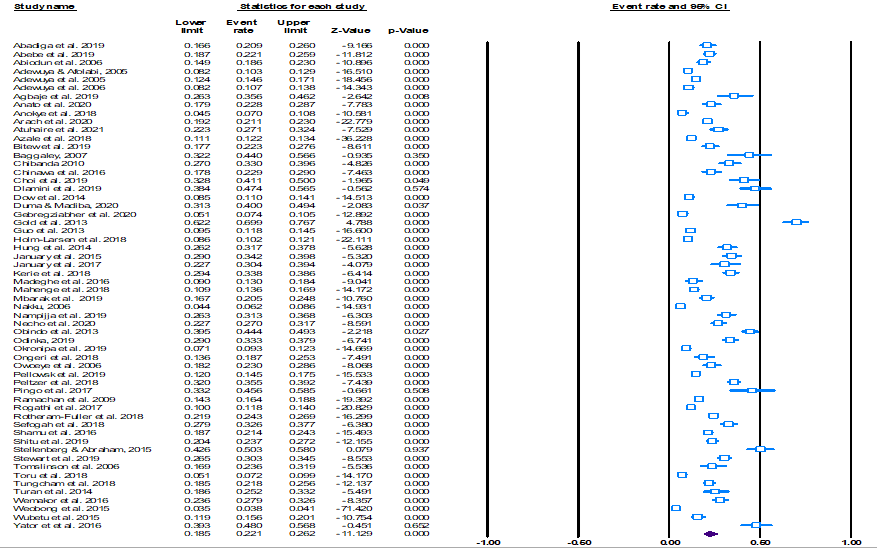 Study name Statistics for each study Event rate and 95% CI
Lower limit Event rate Upper limit Z-Value p-Value
Abadiga et al. 2019 0.166 0.209 0.260 -9.166 0.000
Abebe et al. 2019 0.187 0.221 0.259 -11.812 0.000
Abiodun et al. 2006 0.149 0.186 0.230 -10.896 0.000
Adewuya & Afolabi, 2005 0.082 0.103 0.129 -16.510 0.000
Adewuya et al. 2005 0.124 0.146 0.171 -18.456 0.000
Adewuya et al. 2006 0.082 0.107 0.138 -14.343 0.000
Agbaje et al. 2019 0.263 0.356 0.462 -2.642 0.008
Anato et al. 2020 0.179 0.228 0.287 -7.783 0.000
Anokye et al. 2018 0.045 0.070 0.108 -10.581 0.000
Arach et al. 2020 0.192 0.211 0.230 -22.779 0.000
Atuhaire et al. 2021 0.223 0.271 0.324 -7.529 0.000
Azale et al. 2018 0.111 0.122 0.134 -36.228 0.000
Bitew et al. 2019 0.177 0.223 0.276 -8.611 0.000
Baggaley, 2007 0.322 0.440 0.566 -0.935 0.350
Chibanda 2010 0.270 0.330 0.396 -4.826 0.000
Chinawa et al. 2016 0.178 0.229 0.290 -7.463 0.000
Choi et al. 2019 0.328 0.411 0.500 -1.965 0.049
Dlamini et al. 2019 0.384 0.474 0.565 -0.562 0.574
Dow et al. 2014 0.085 0.110 0.141 -14.513 0.000
Duma & Madiba, 2020 0.313 0.400 0.494 -2.083 0.037
Gebregziabher et al. 2020 0.051 0.074 0.105 -12.892 0.000
Gold et al. 2013 0.622 0.699 0.767 4.788 0.000
Guo et al. 2013 0.095 0.118 0.145 -16.600 0.000
Holm-Larsen et al. 2018 0.086 0.102 0.121 -22.111 0.000
Hung et al. 2014 0.262 0.317 0.378 -5.628 0.000
January et al. 2015 0.290 0.342 0.398 -5.320 0.000
January et al. 2017 0.227 0.304 0.394 -4.079 0.000
Kerie et al. 2018 0.294 0.338 0.386 -6.414 0.000
Madeghe et al. 2016 0.090 0.130 0.184 -9.041 0.000
Mahenge et al. 2018 0.109 0.136 0.169 -14.172 0.000
Mbarak et al. 2019 0.167 0.205 0.248 -10.760 0.000
Nakku, 2006 0.044 0.062 0.086 -14.931 0.000
Nampijja et al. 2019 0.263 0.313 0.368 -6.303 0.000
Necho et al. 2020 0.227 0.270 0.317 -8.591 0.000
Obindo et al. 2013 0.395 0.444 0.493 -2.218 0.027
Odinka, 2019 0.290 0.333 0.379 -6.741 0.000
Okronipa et al. 2019 0.071 0.093 0.123 -14.669 0.000
Ongeri et al. 2018 0.136 0.187 0.253 -7.491 0.000
Owoeye et al. 2006 0.182 0.230 0.286 -8.068 0.000
Pellowsk et al. 2019 0.120 0.145 0.175 -15.533 0.000
Peltzer et al. 2018 0.320 0.355 0.392 -7.439 0.000
Pingo et al. 2017 0.332 0.456 0.585 -0.661 0.508
Ramachan et al. 2009 0.143 0.164 0.188 -19.392 0.000
Rogathi et al. 2017 0.100 0.118 0.140 -20.829 0.000
Rotheram-Fuller et al. 2018 0.219 0.243 0.269 -16.299 0.000
Sefogah et al. 2018 0.279 0.326 0.377 -6.380 0.000
Shamu et al. 2016 0.187 0.214 0.243 -15.493 0.000
Shitu et al. 2019 0.204 0.237 0.272 -12.155 0.000
Stellenberg & Abraham, 2015 0.426 0.503 0.580 0.079 0.937
Stewart et al. 2019 0.265 0.303 0.345 -8.553 0.000
Tomlinson et al. 2006 0.169 0.236 0.319 -5.536 0.000
Toru et al. 2018 0.051 0.072 0.099 -14.170 0.000
Tungcham et al. 2018 0.185 0.218 0.256 -12.137 0.000
Turan et al. 2014 0.186 0.252 0.332 -5.491 0.000
Wemakor et al. 2016 0.236 0.279 0.326 -8.357 0.000
Weobong et al. 2015 0.035 0.038 0.041 -71.420 0.000
Wubetu et al. 2015 0.119 0.156 0.201 -10.754 0.000
Yator et al. 2016 0.393 0.480 0.568 -0.451 0.652
0.185 0.221 0.262 -11.129 0.000
-1.00 -0.50 0.00 0.50 1.00